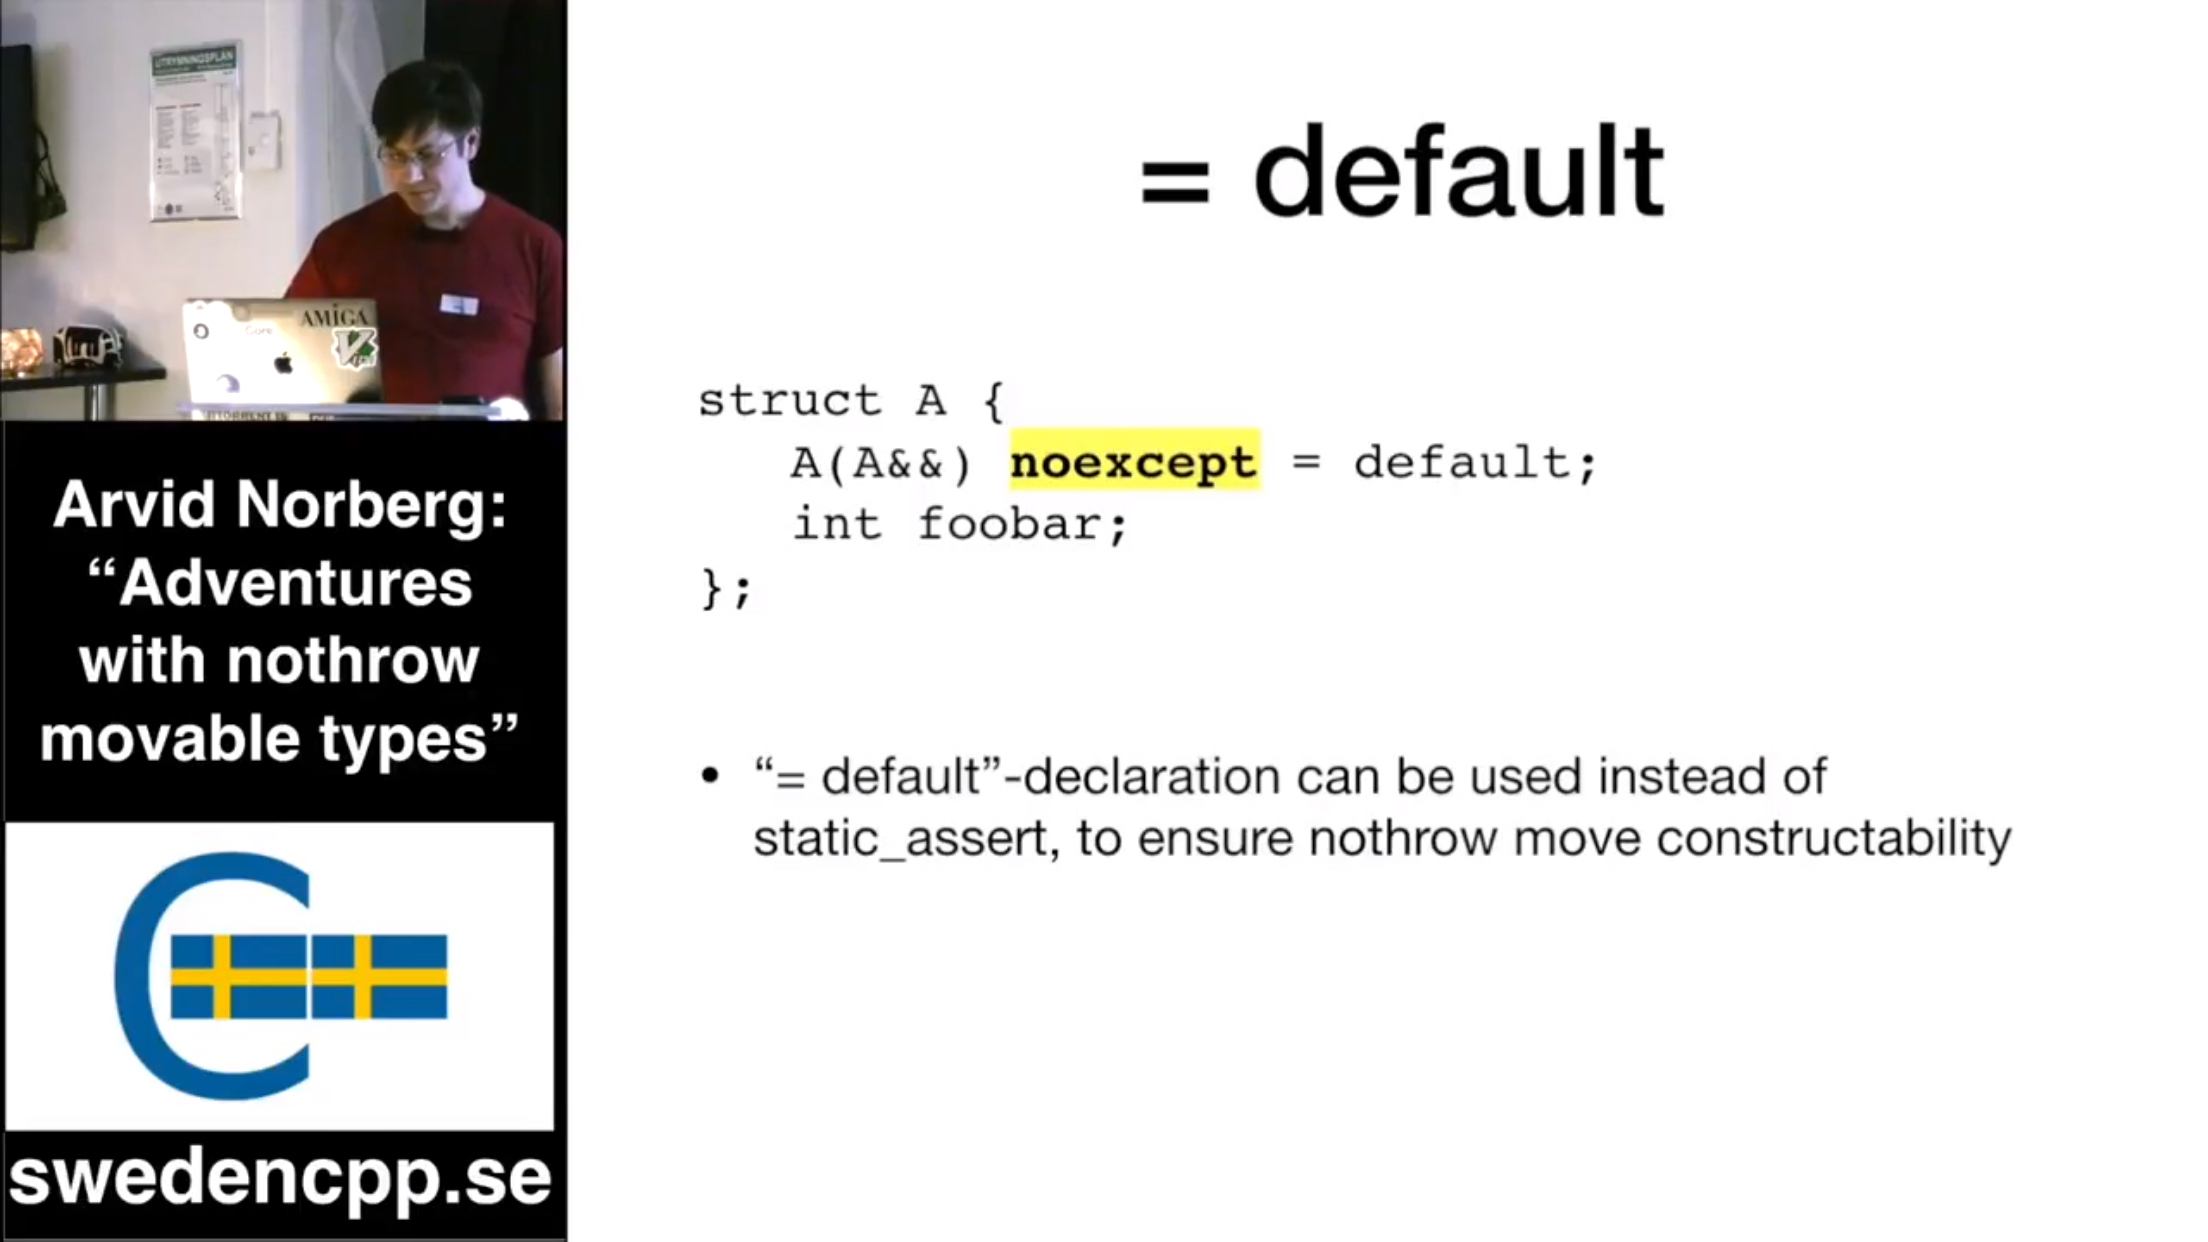 UTRYMNINGSPLAN
AMIGA
Core
Arvid Norberg:
“Adventures
with nothrow
movable types”
C
swedencpp.se
= default
struct A {
A(A&&) noexcept = default;
int foobar;
};
• “= default”-declaration can be used instead of
static_assert, to ensure nothrow move constructability